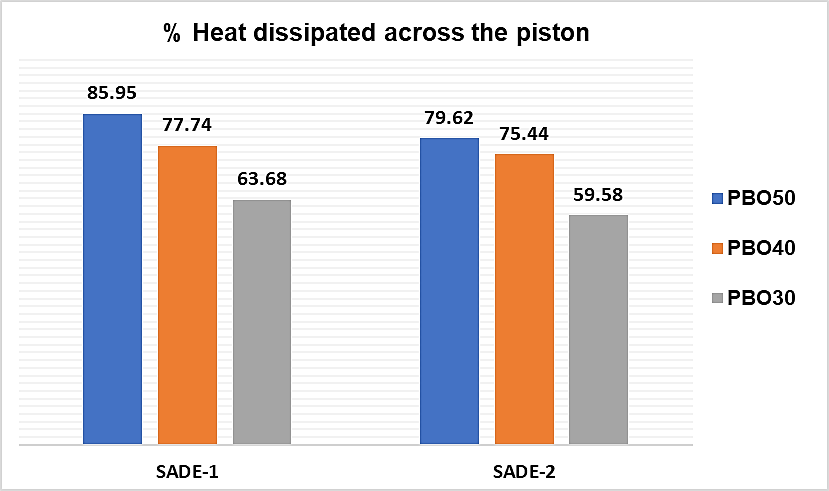 % Heat dissipated across the piston
85.95
77.74
63.68
79.62
75.44
59.58
PBO50
PBO40
PBO30
SADE-1
SADE-2